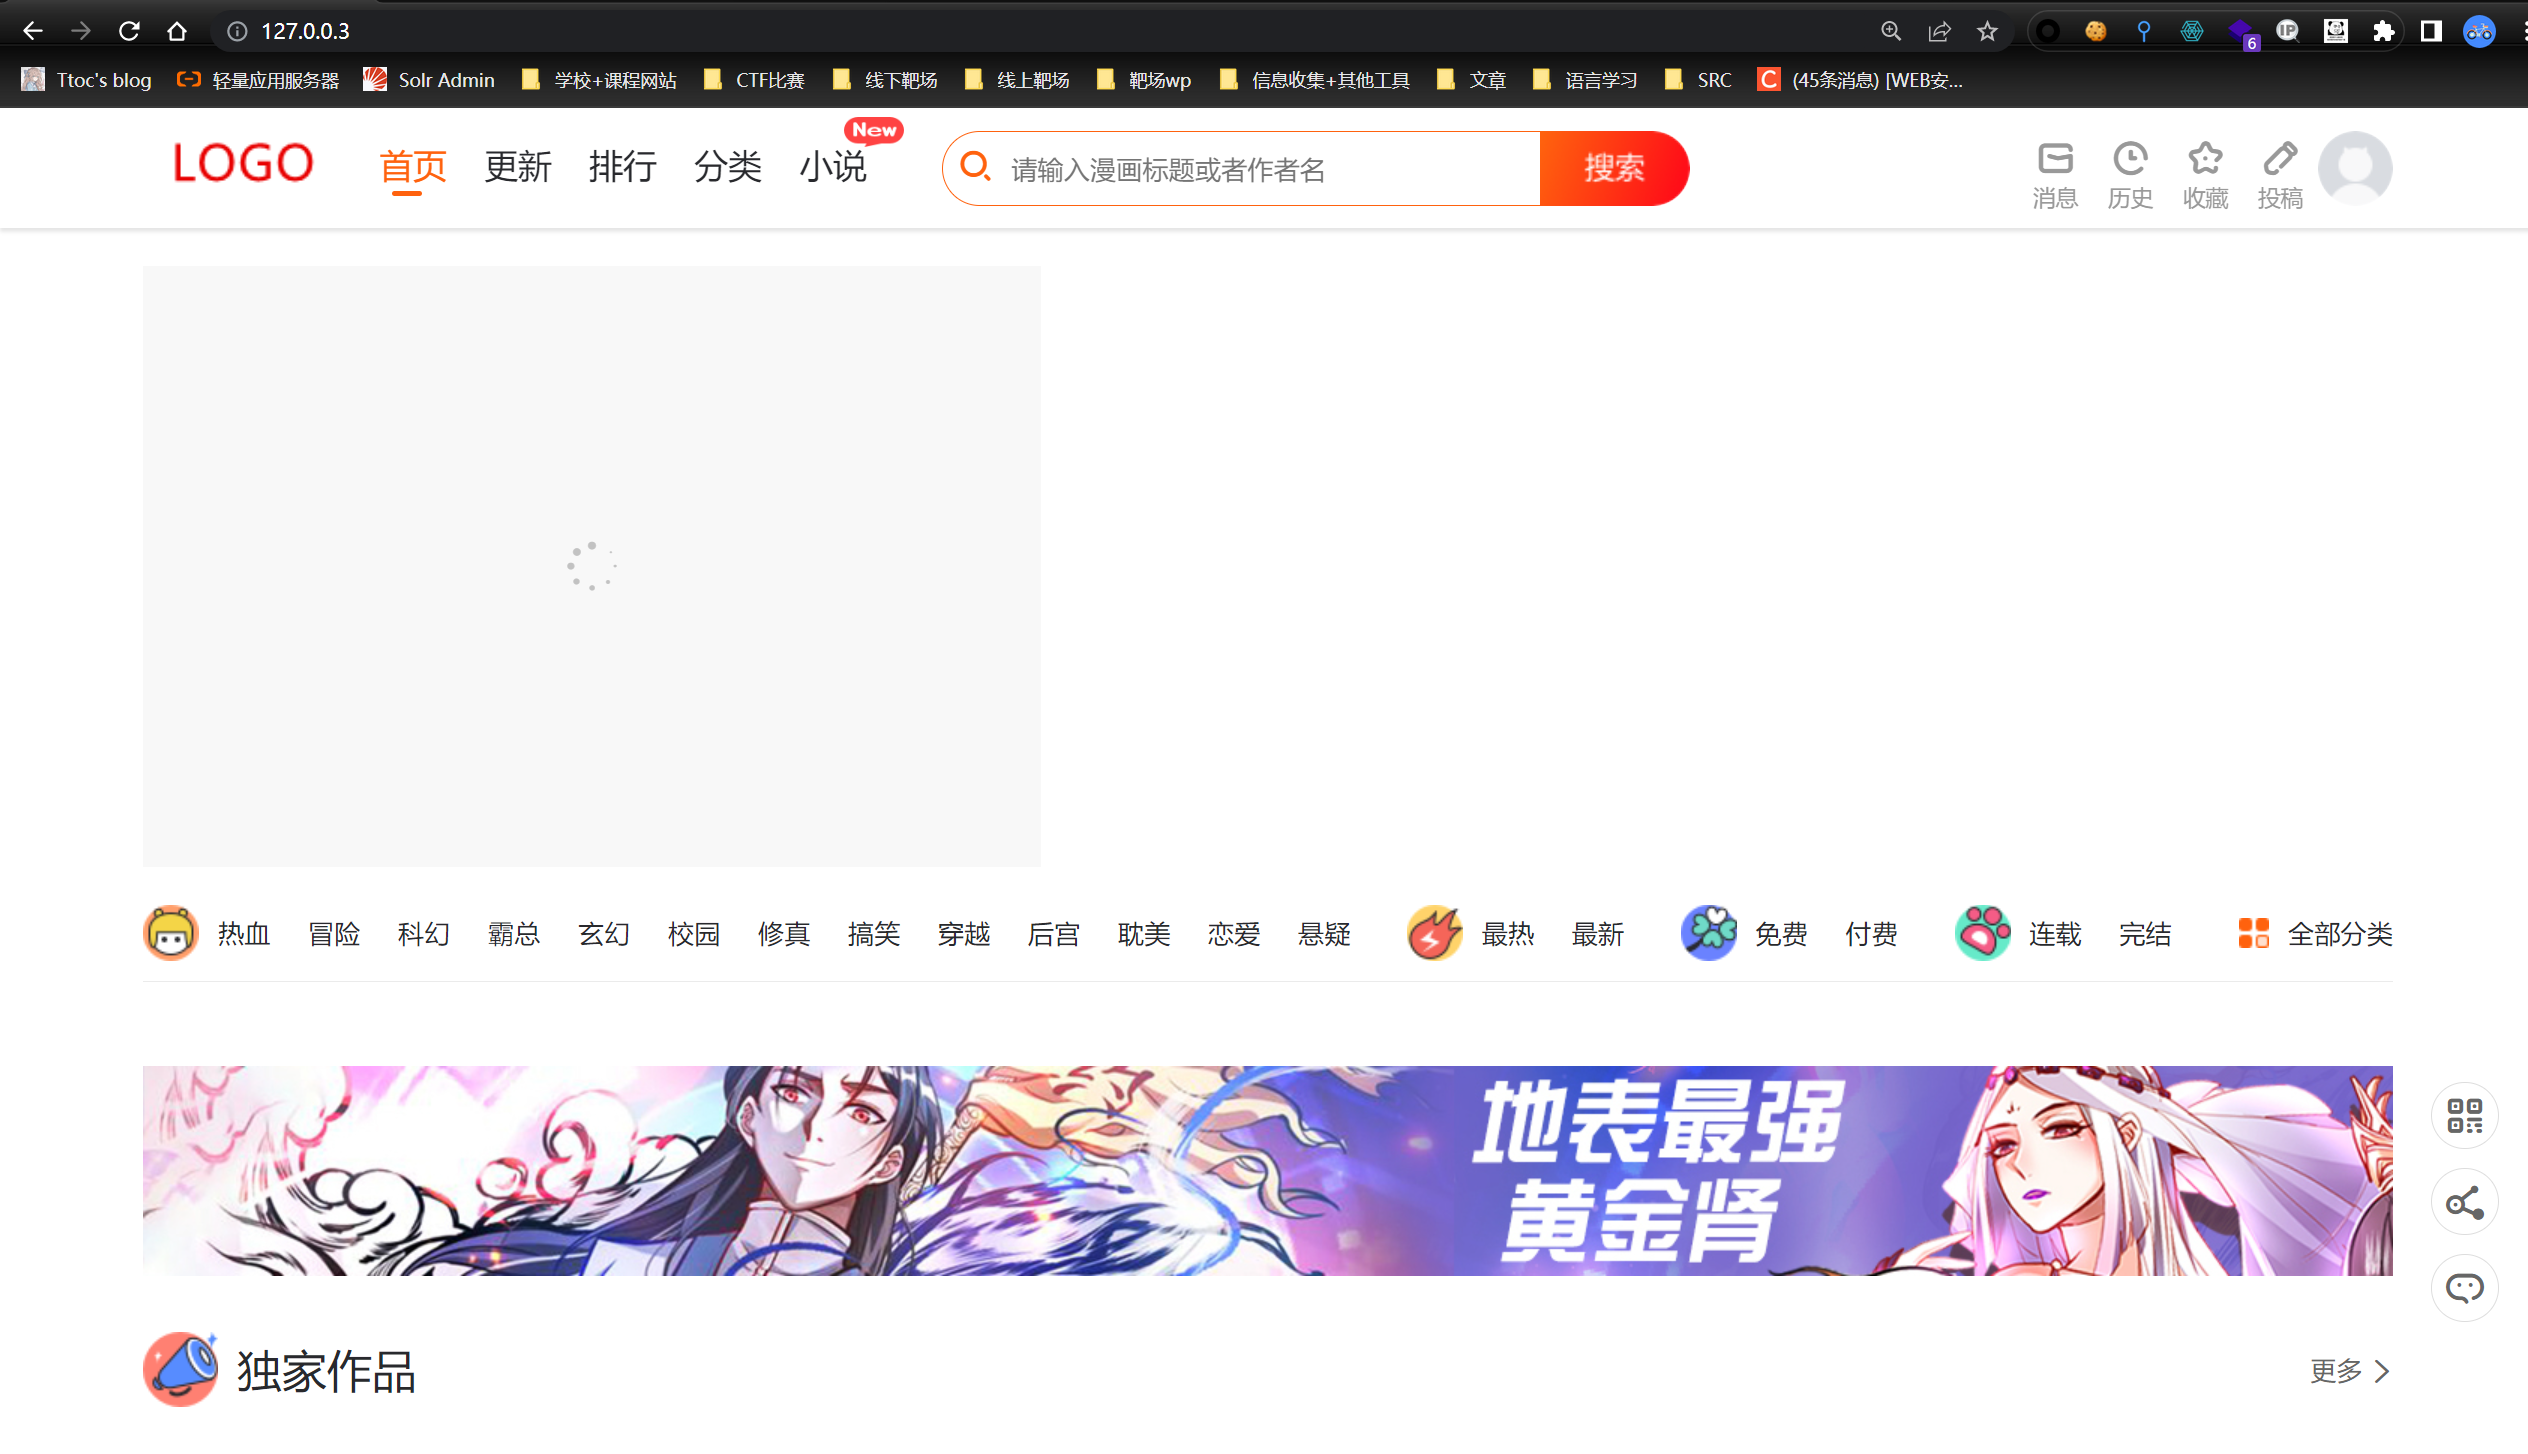 127.0.0.3
6
IP
Ttoc's blog 轻量应用服务器 Solr Admin 学校+课程网站 CTF比赛 线下靶场 线上靶场 靶场wp 信息收集+其他工具 文章 语言学习 SRC C (45条消息) [WEB安...
New
LOGO 首页 更新 排行 分类 小说 请输入漫画标题或者作者名 搜索
消息 历史 收藏 投稿
热血 冒险 科幻 霸总 玄幻 校园 修真 搞笑 穿越 后宫 耽美 恋爱 悬疑 最热 最新 免费 付费 连载 完结 全部分类
地表最强
黄金肾
独家作品 更多